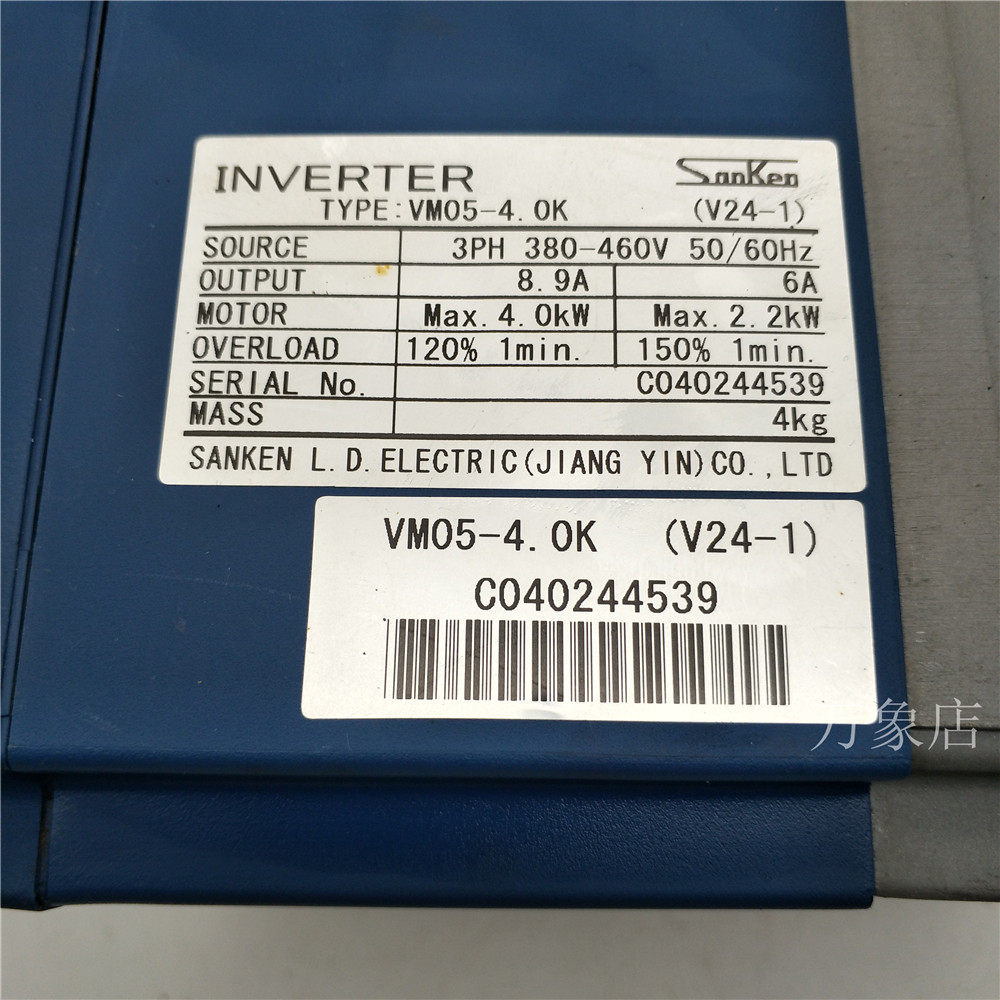 INVERTER SanKen
TYPE:VM05-4.0K (V24-1)
SOURCE 3PH 380-460V 50/60Hz
OUTPUT 8.9A 6A
MOTOR Max.4.0kW Max.2.2kW
OVERLOAD 120% 1min. 150% 1min.
SERIAL No. C040244539
MASS 4kg
SANKEN L.D.ELECTRIC(JIANG YIN)CO.,LTD
VM05-4.0K (V24-1)
C040244539
万象店